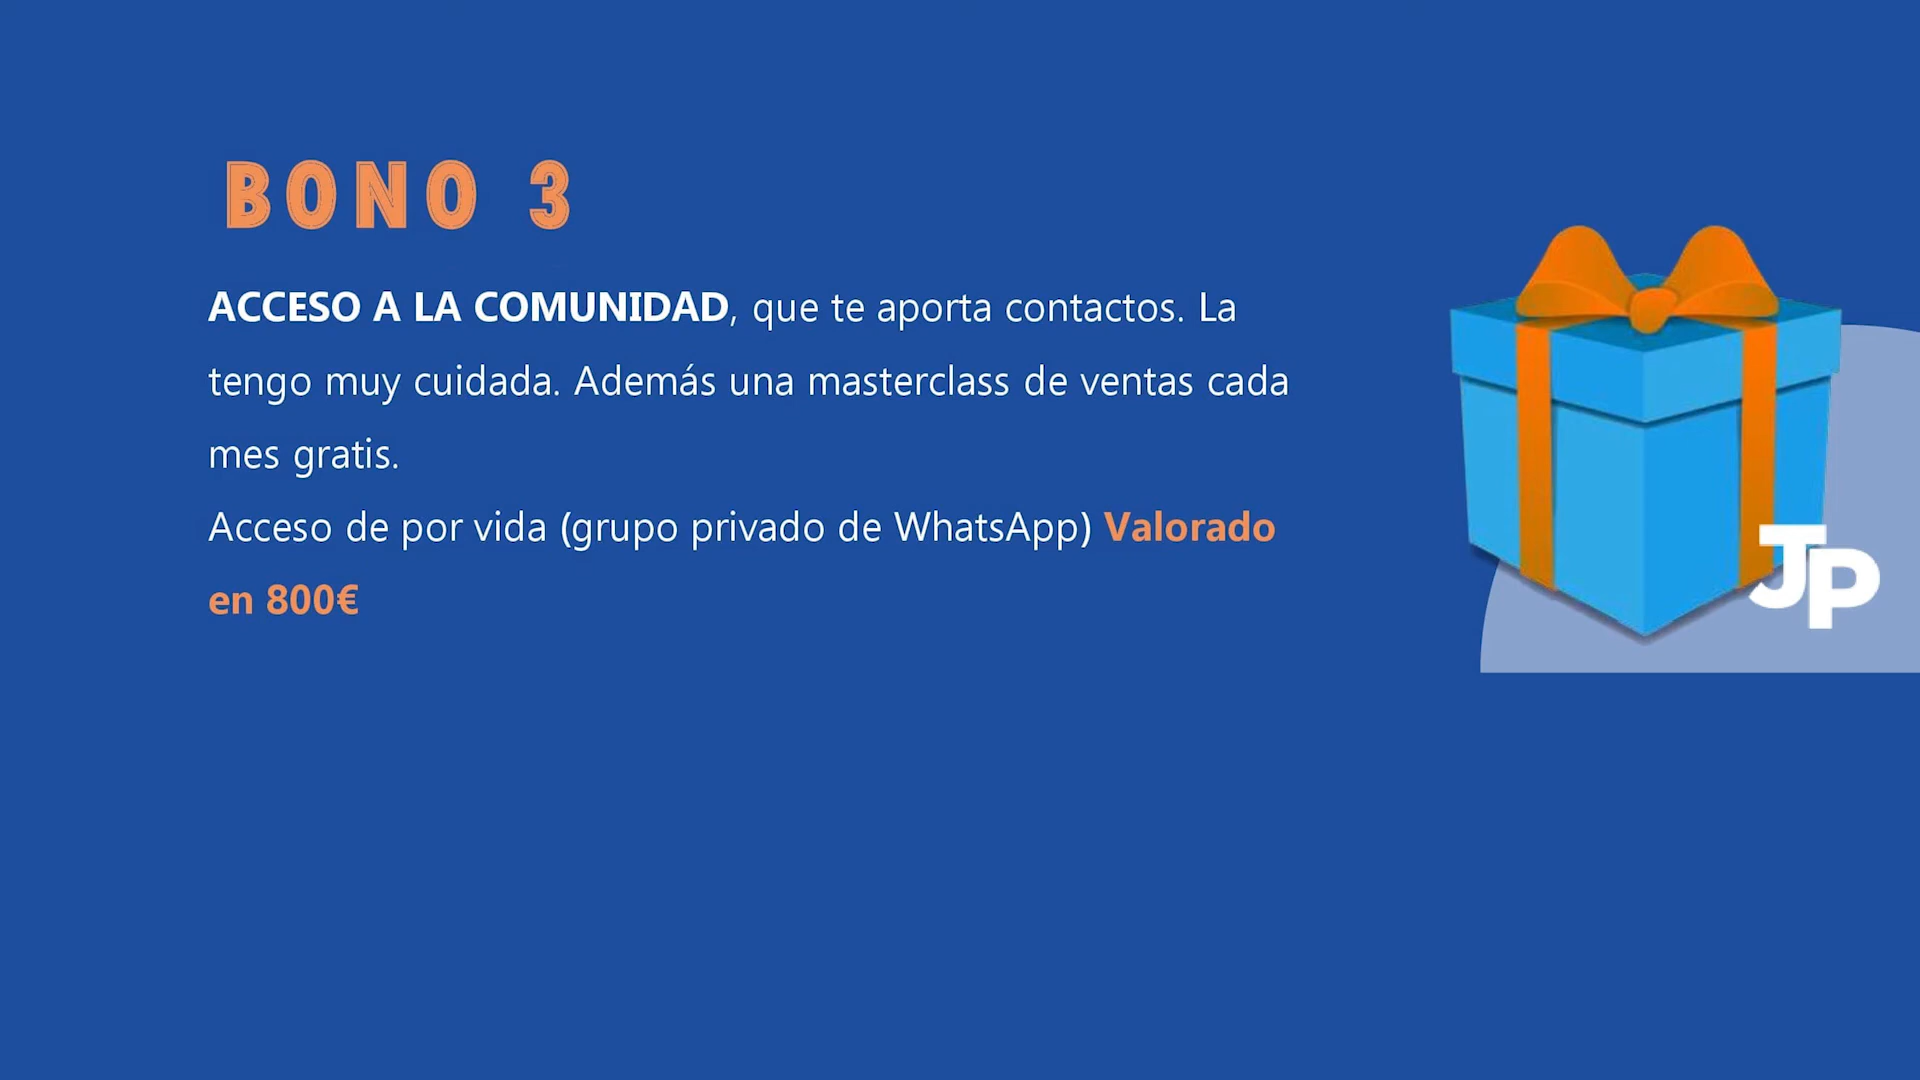 BONO 3
ACCESO A LA COMUNIDAD, que te aporta contactos. La
tengo muy cuidada. Además una masterclass de ventas cada
mes gratis.
Acceso de por vida (grupo privado de WhatsApp) Valorado
en 800€
JP